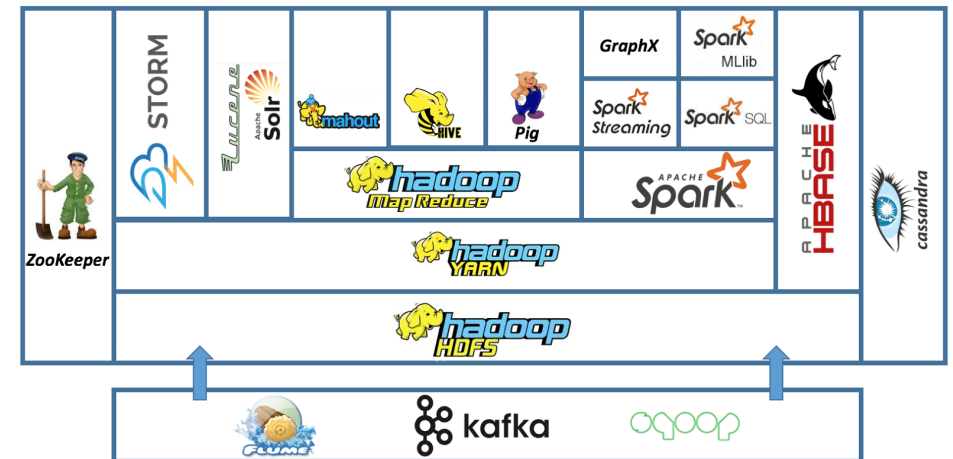 ZooKeeper
STORM
Lucene
Apache
Solr
mahout
HIVE
Pig
GraphX
Spark
MLlib
Spark
Streaming
Spark SQL
hadoop
Map Reduce
APACHE
Spark™
APACHE
HBASE
cassandra
hadoop
YARN
hadoop
HDFS
FLUME
kafka
sqoop